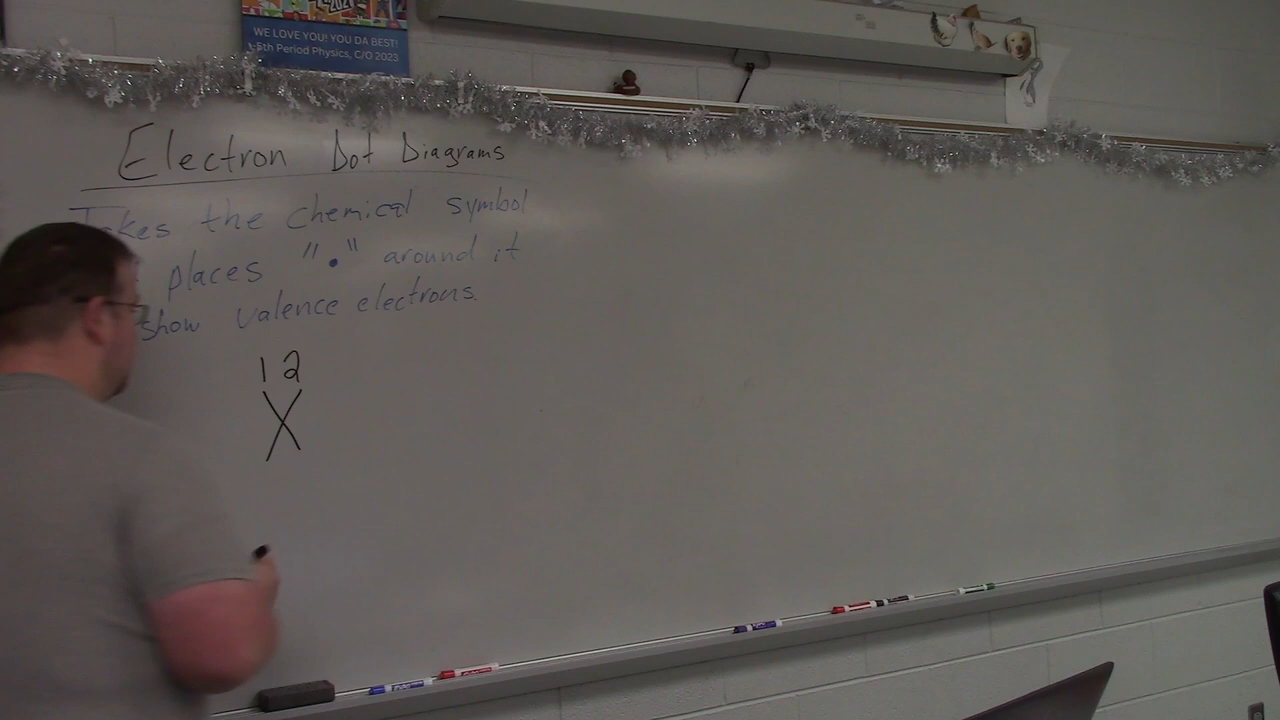 WE LOVE YOU! YOU DA BEST!
5th Period Physics, C/O 2023
Electron Dot Diagrams
Takes the chemical symbol
places "•" around it
show valence electrons.
1 2
X